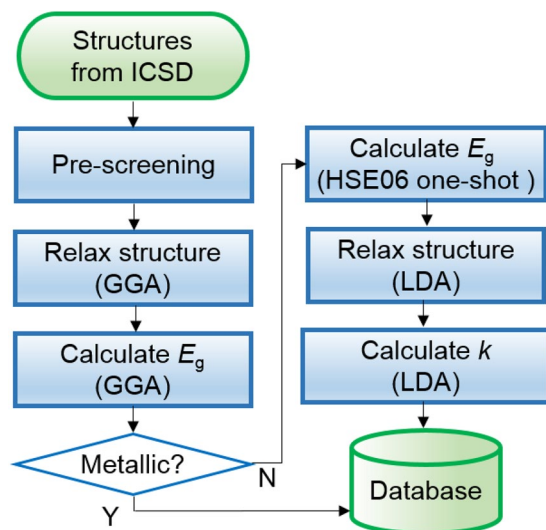 Structures
from ICSD
Pre-screening
Relax structure
(GGA)
Calculate Eg
(GGA)
Metallic?
Y
N
Calculate Eg
(HSE06 one-shot )
Relax structure
(LDA)
Calculate k
(LDA)
Database